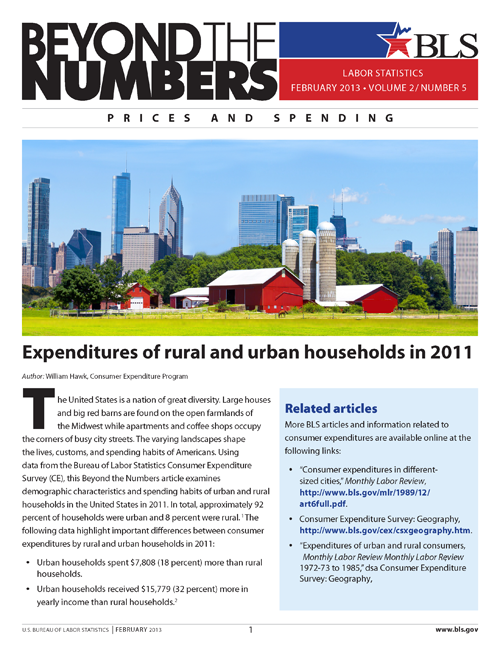 BEYOND THE
NUMBERS
BLS
LABOR STATISTICS
FEBRUARY 2013 • VOLUME 2 / NUMBER 5
PRICES AND SPENDING
Expenditures of rural and urban households in 2011
Author: William Hawk, Consumer Expenditure Program
The United States is a nation of great diversity. Large houses
and big red barns are found on the open farmlands of
the Midwest while apartments and coffee shops occupy
the corners of busy city streets. The varying landscapes shape
the lives, customs, and spending habits of Americans. Using
data from the Bureau of Labor Statistics Consumer Expenditure
Survey (CE), this Beyond the Numbers article examines
demographic characteristics and spending habits of urban and rural
households in the United States in 2011. In total, approximately 92
percent of households were urban and 8 percent were rural.1 The
following data highlight important differences between consumer
expenditures by rural and urban households in 2011:
• Urban households spent $7,808 (18 percent) more than rural
households.
• Urban households received $15,779 (32 percent) more in
yearly income than rural households.2
Related articles
More BLS articles and information related to
consumer expenditures are available online at the
following links:
• “Consumer expenditures in different-
sized cities,” Monthly Labor Review,
http://www.bls.gov/mlr/1989/12/
art6full.pdf.
• Consumer Expenditure Survey: Geography,
http://www.bls.gov/cex/csxgeography.htm.
• “Expenditures of urban and rural consumers,
Monthly Labor Review Monthly Labor Review
1972-73 to 1985,” dsa Consumer Expenditure
Survey: Geography,
U.S. BUREAU OF LABOR STATISTICS | FEBRUARY 2013
1
www.bls.gov